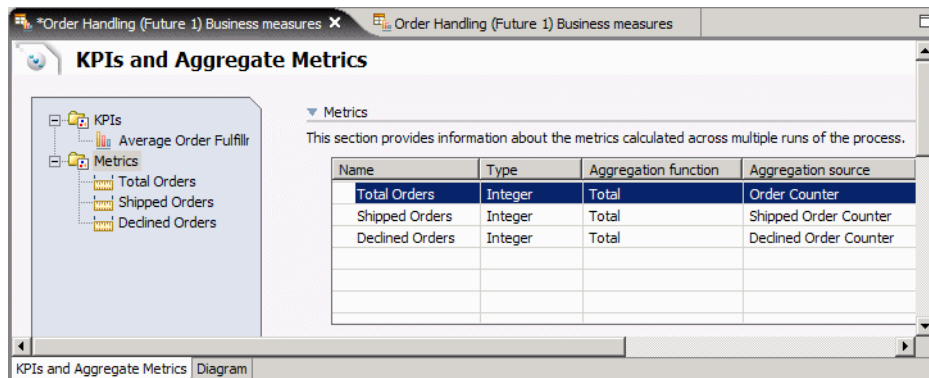 *Order Handling (Future 1) Business measures X Order Handling (Future 1) Business measures
KPIs and Aggregate Metrics
KPIs
Average Order Fulfillr
Metrics
Total Orders
Shipped Orders
Declined Orders
Metrics
This section provides information about the metrics calculated across multiple runs of the process.
Name Type Aggregation function Aggregation source
Total Orders Integer Total Order Counter
Shipped Orders Integer Total Shipped Order Counter
Declined Orders Integer Total Declined Order Counter
KPIs and Aggregate Metrics Diagram